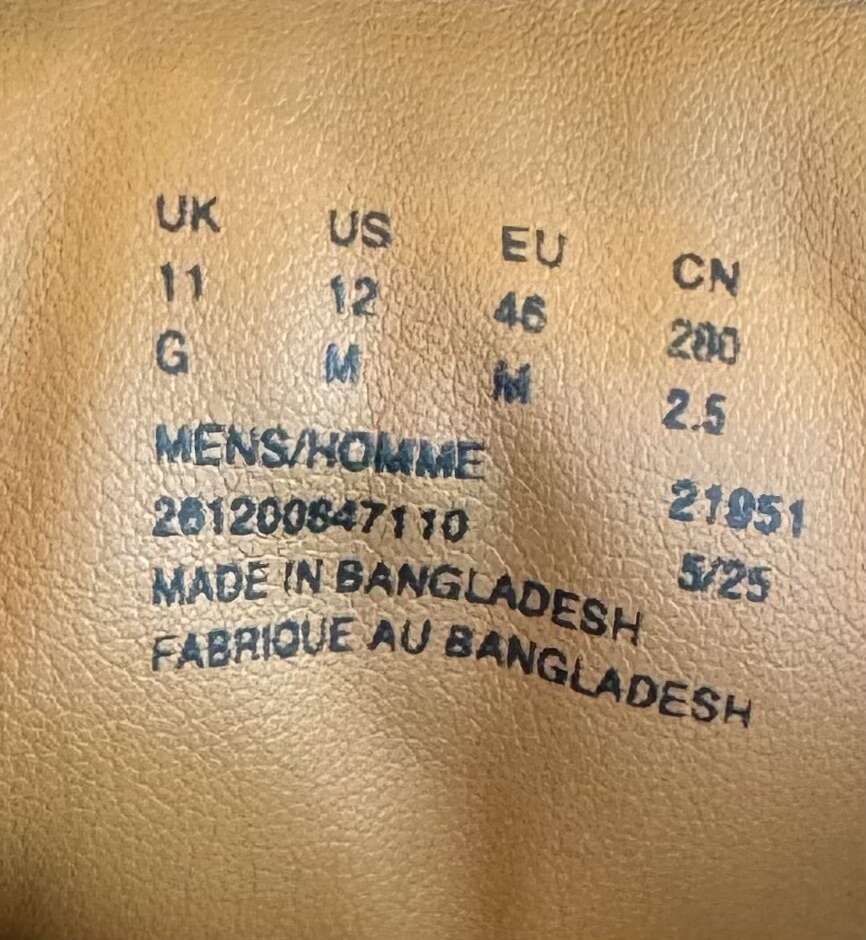 UK US EU CN
11 12 46 280
G M M 2.5
MENS/HOMME
261200847110 21951
MADE IN BANGLADESH 5/25
FABRIQUE AU BANGLADESH